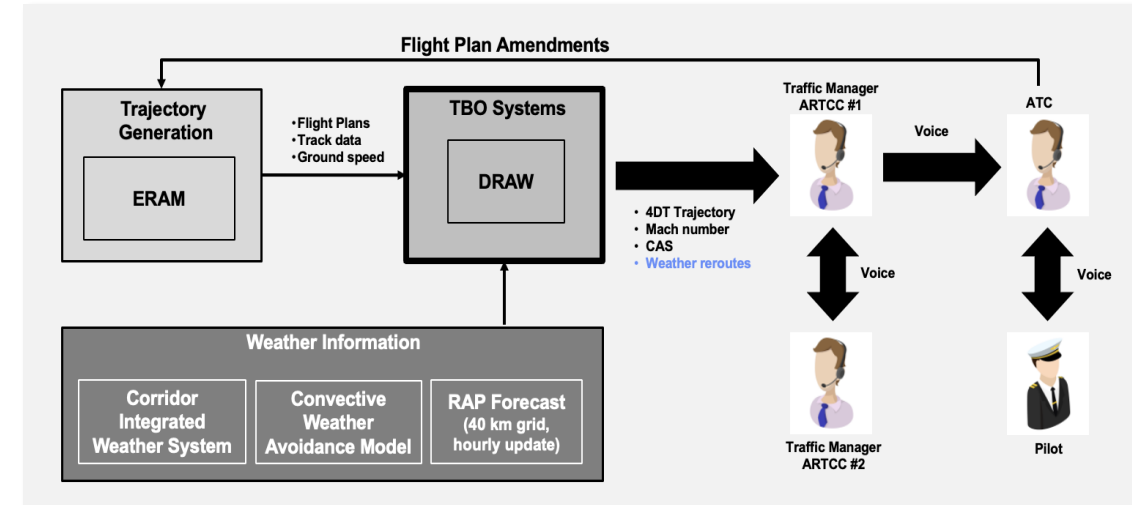 Flight Plan Amendments
Trajectory
Generation
ERAM
•Flight Plans
•Track data
•Ground speed
TBO Systems
DRAW
• 4DT Trajectory
• Mach number
• CAS
• Weather reroutes
Traffic Manager
ARTCC #1
Voice
ATC
Voice
Voice
Traffic Manager
ARTCC #2
Pilot
Weather Information
Corridor
Integrated
Weather System
Convective
Weather
Avoidance Model
RAP Forecast
(40 km grid,
hourly update)